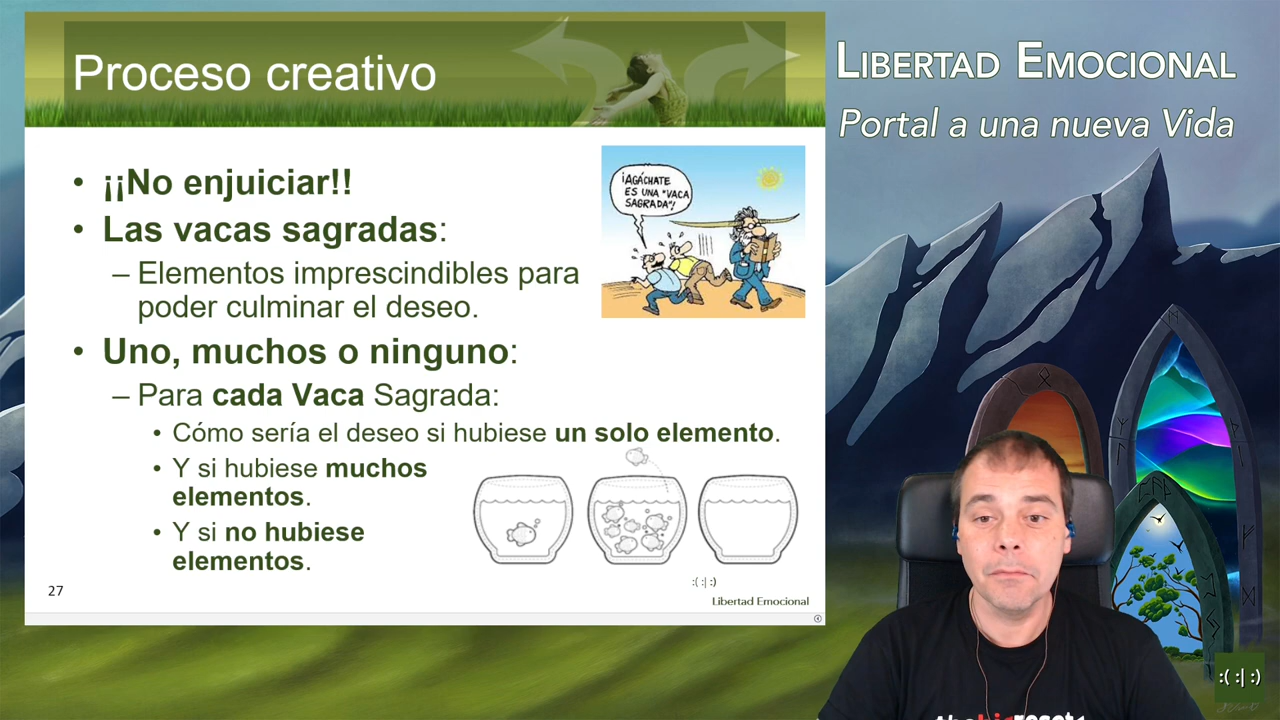 Proceso creativo
LIBERTAD EMOCIONAL
Portal a una nueva Vida
• ¡¡No enjuiciar!!
• Las vacas sagradas:
– Elementos imprescindibles para
poder culminar el deseo.
¡AGÁCHATE
ES UNA "VACA
SAGRADA"!
• Uno, muchos o ninguno:
– Para cada Vaca Sagrada:
• Cómo sería el deseo si hubiese un solo elemento.
• Y si hubiese muchos
elementos.
• Y si no hubiese
elementos.
27
:( :| :)
Libertad Emocional
:( :| :)